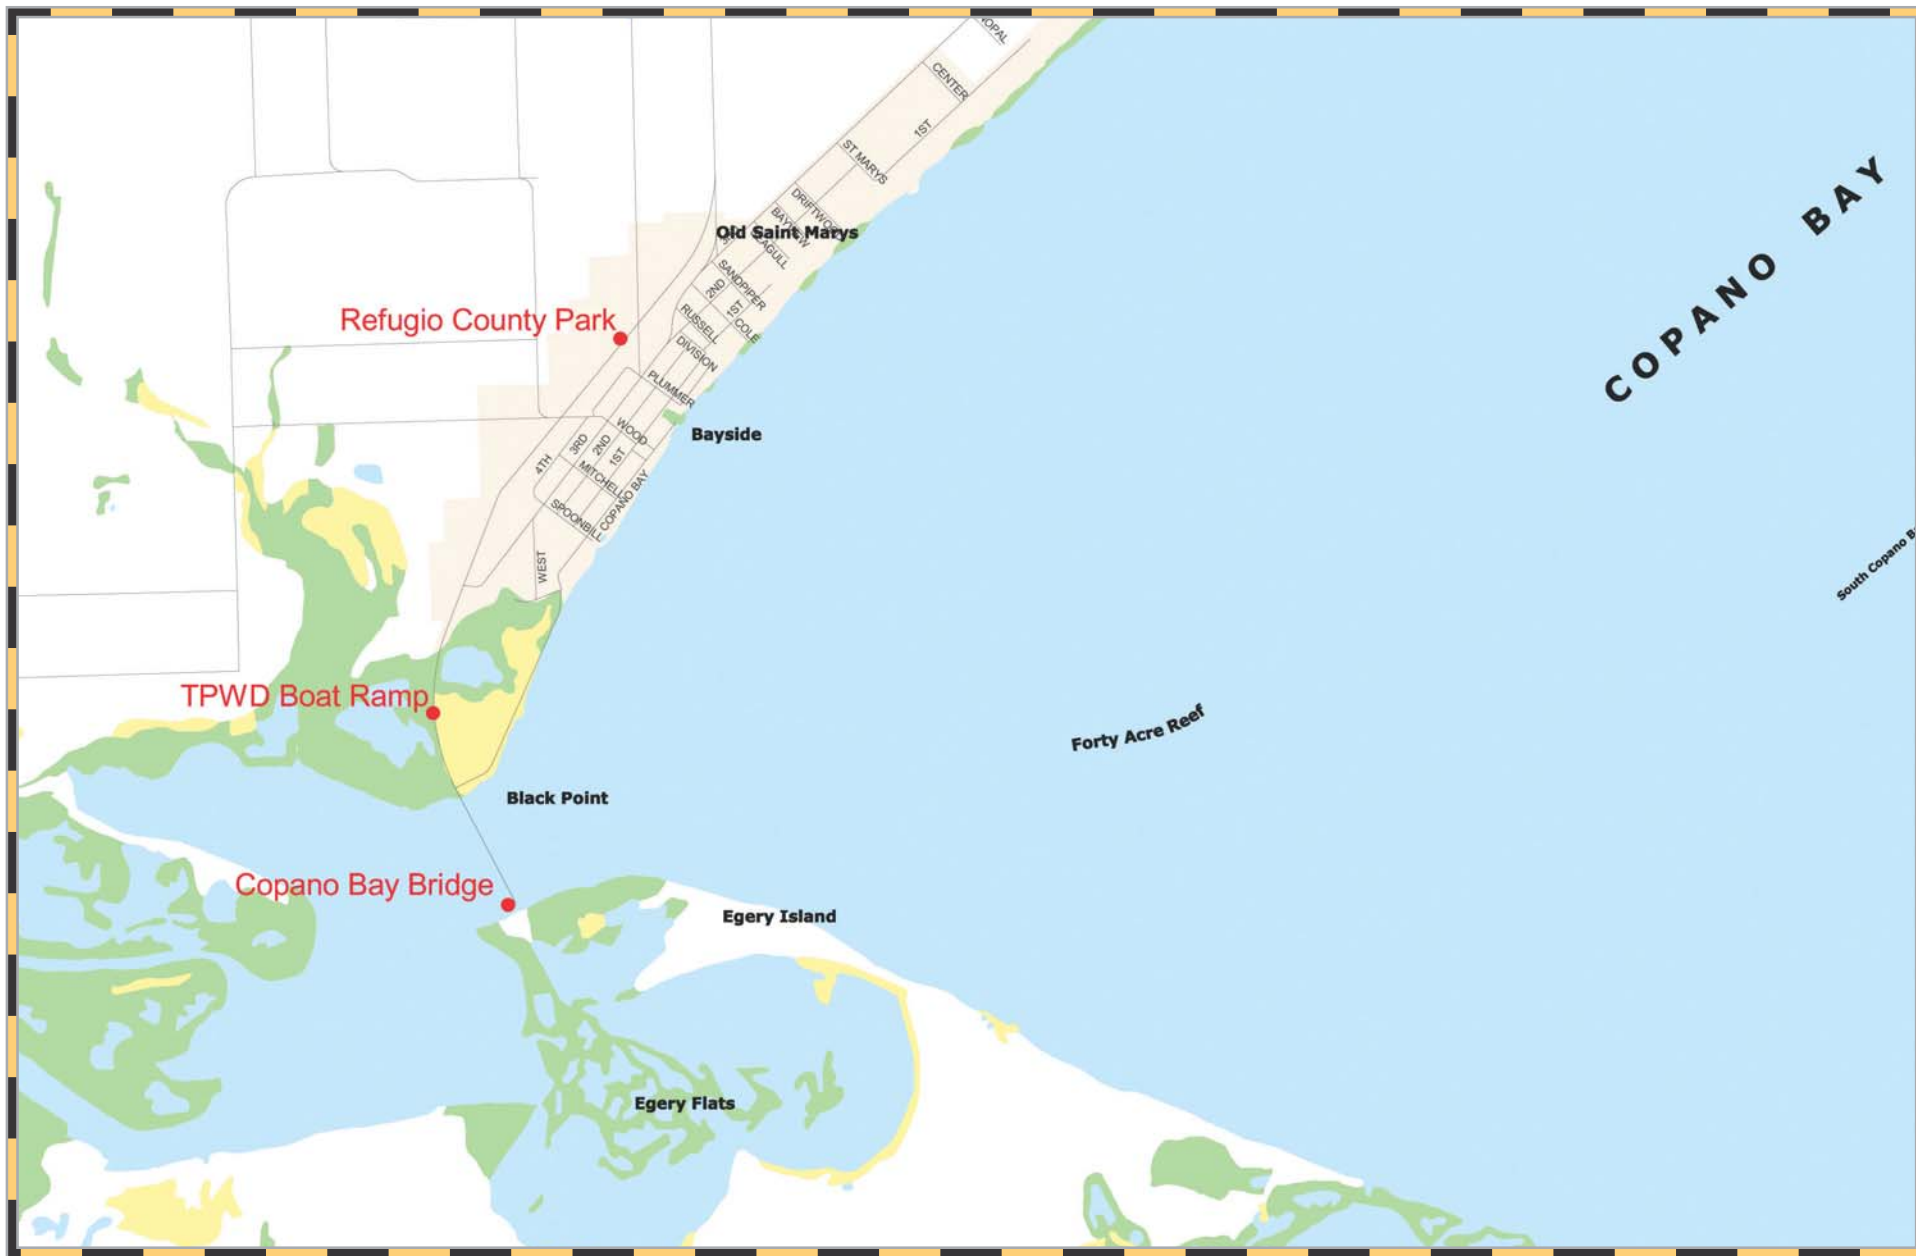 NOPAL
CENTER
1ST
ST MARYS
COPANO BAY
DRIFTWOOD
BAYVIEW
Old Saint Marys
SEAGULL
SANDPIPER
2ND
1ST
Refugio County Park
RUSSELL
COLE
DIVISION
PLUMMER
Bayside
WOOD
3RD
2ND
1ST
4TH
MITCHELL
COPANO BAY
SPOONBILL
WEST
South Copano B
TPWD Boat Ramp
Forty Acre Reef
Black Point
Copano Bay Bridge
Egery Island
Egery Flats